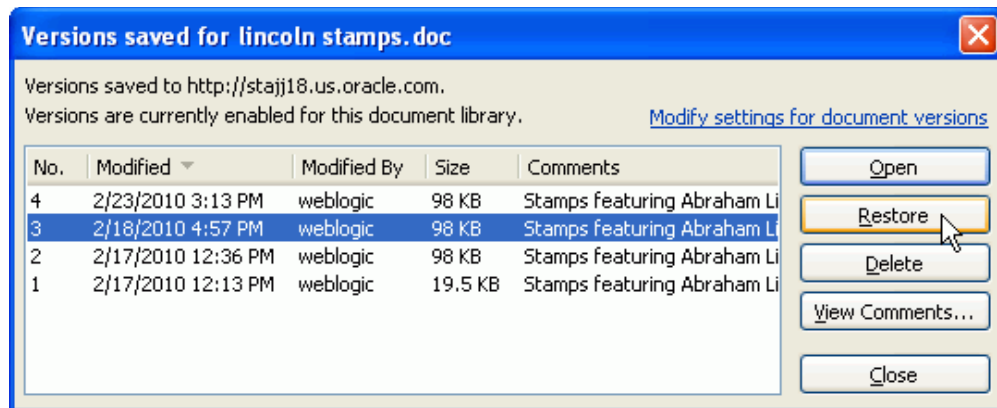 Versions saved for lincoln stamps.doc
Versions saved to http://stajj18.us.oracle.com.
Versions are currently enabled for this document library.
Modify settings for document versions
No. Modified Modified By Size Comments
4 2/23/2010 3:13 PM weblogic 98 KB Stamps featuring Abraham Li
3 2/18/2010 4:57 PM weblogic 98 KB Stamps featuring Abraham Li
2 2/17/2010 12:36 PM weblogic 98 KB Stamps featuring Abraham Li
1 2/17/2010 12:13 PM weblogic 19.5 KB Stamps featuring Abraham Li
Open
Restore
Delete
View Comments...
Close